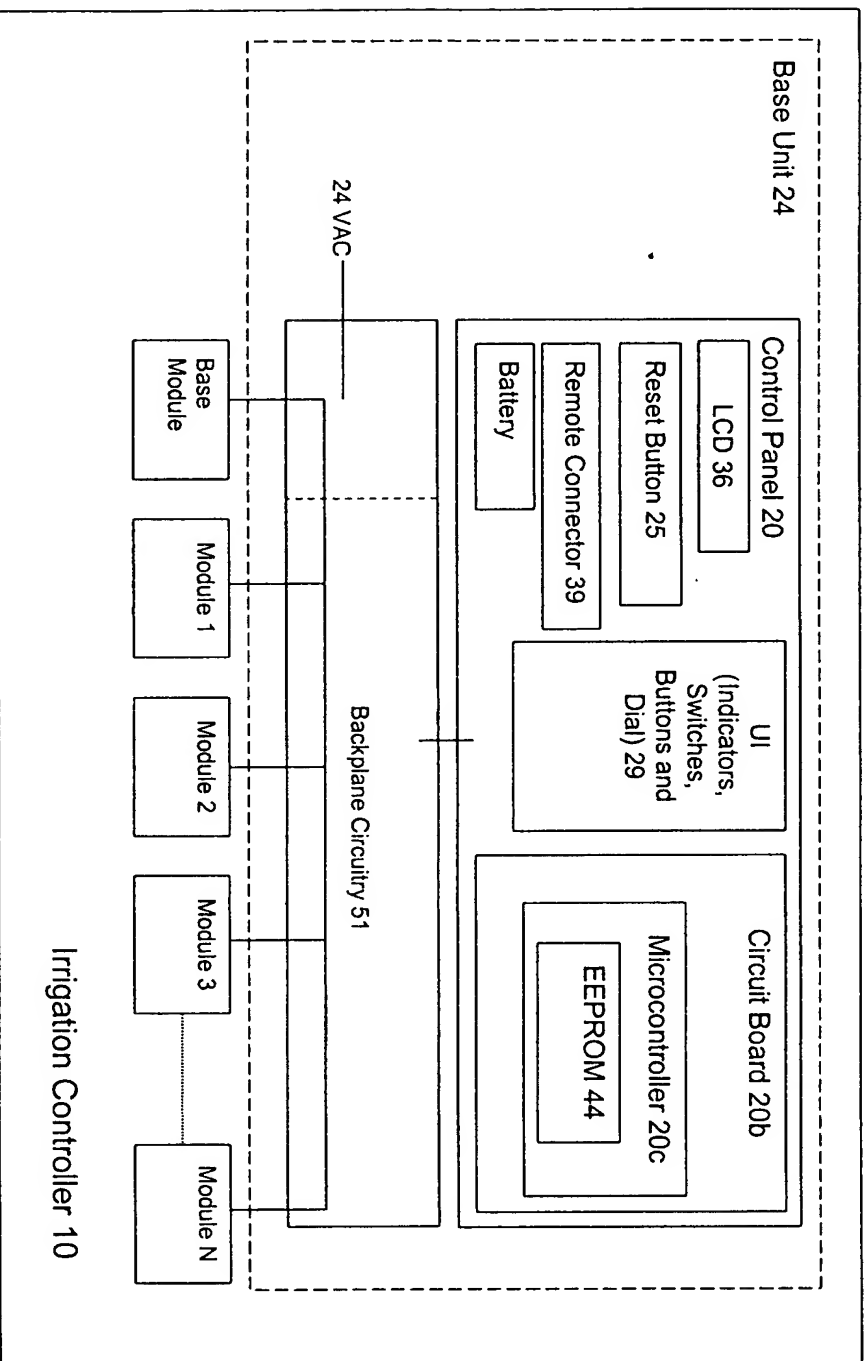 Base Unit 24
Control Panel 20
LCD 36
Reset Button 25
Remote Connector 39
Battery
UI
(Indicators,
Switches,
Buttons and
Dial) 29
Circuit Board 20b
Microcontroller 20c
EEPROM 44
24 VAC
Backplane Circuitry 51
Base
Module
Module 1
Module 2
Module 3
Module N
Irrigation Controller 10